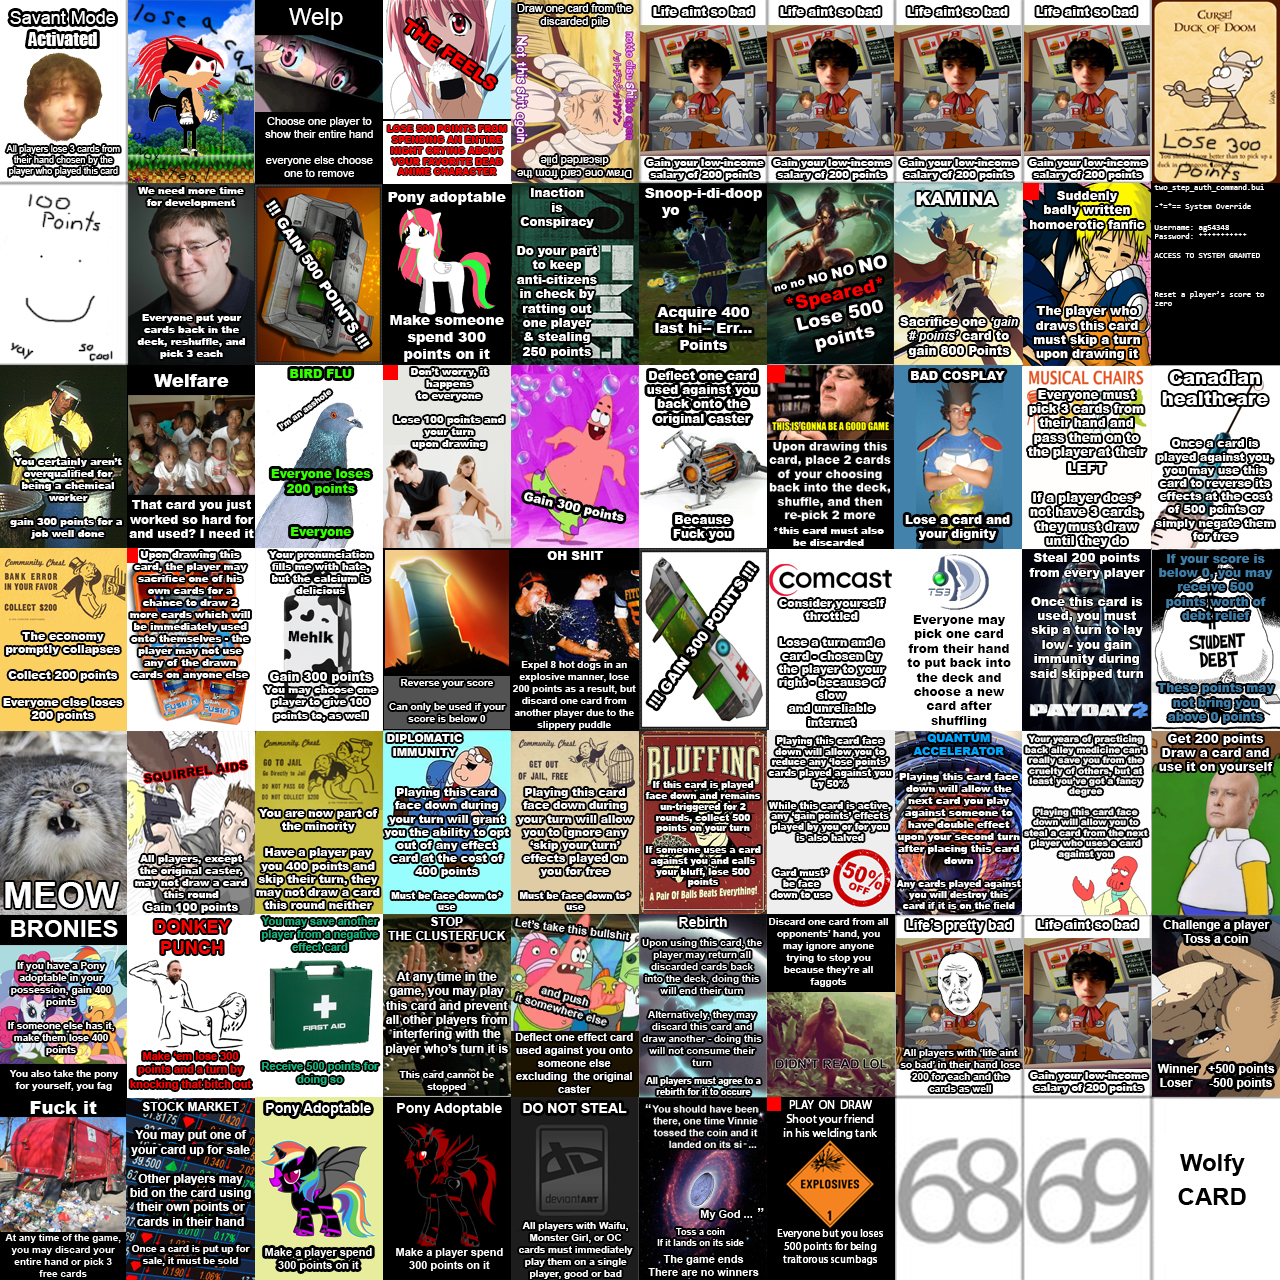 Savant Mode
Activated
All players lose 3 cards from
their hand chosen by the
player who played this card
lose a ca
Welp
Choose one player to
show their entire hand
everyone else choose
one to remove
THE FEELS
LOSE 800 POINTS FROM
SPENDING AN ENTIRE
NIGHT CRYING ABOUT
YOUR FAVORITE DEAD
ANIME CHARACTER
Draw one card from the
discarded pile
Not this shit again
Draw one card from the
discarded pile
Life aint so bad
Gain your low-income
salary of 200 points
Life aint so bad
Gain your low-income
salary of 200 points
Life aint so bad
Gain your low-income
salary of 200 points
Life aint so bad
Gain your low-income
salary of 200 points
CURSE!
DUCK OF DOOM
Lose 300
Points
100
Points
yay
so
cool
We need more time
for development
Everyone put your
cards back in the
deck, reshuffle, and
pick 3 each
!!! GAIN 500 POINTS !!!
Pony adoptable
Make someone
spend 300
points on it
Inaction
is
Conspiracy
Do your part
to keep
anti-citizens
in check by
ratting out
one player
& stealing
250 points
Snoop-i-di-doop
yo
Acquire 400
last hi– Err...
Points
no no NO NO NO
*Speared*
Lose 500
points
KAMINA
Sacrifice one 'gain
# points' card to
gain 800 Points
Suddenly
badly written
homoerotic fanfic
The player who
draws this card
must skip a turn
upon drawing it
two_step_auth_command.bui
-*=*== System Override
Username: ag54348
Password: ***********
ACCESS TO SYSTEM GRANTED
Reset a player's score to
zero
You certainly aren't
overqualified for
being a chemical
worker
gain 300 points for a
job well done
Welfare
That card you just
worked so hard for
and used? I need it
BIRD FLU
I'm an asshole
Everyone loses
200 points
Everyone
Don't worry, it
happens
to everyone
Lose 100 points and
your turn
upon drawing
Gain 300 points
Deflect one card
used against you
back onto the
original caster
Because
Fuck you
THIS IS GONNA BE A GOOD GAME
Upon drawing this
card, place 2 cards
of your choosing
back into the deck,
shuffle, and then
re-pick 2 more
*this card must also
be discarded
BAD COSPLAY
Lose a card and
your dignity
MUSICAL CHAIRS
Everyone must
pick 3 cards from
their hand and
pass them on to
the player at their
LEFT
If a player does*
not have 3 cards,
they must draw
until they do
Canadian
healthcare
Once a card is
played against you,
you may use this
card to reverse its
effects at the cost
of 500 points or
simply negate them
for free
Community Chest
BANK ERROR
IN YOUR FAVOR
COLLECT $200
The economy
promptly collapses
Collect 200 points
Everyone else loses
200 points
Upon drawing this
card, the player may
sacrifice one of his
own cards for a
chance to draw 2
more cards which will
be immediately used
onto themselves - the
player may not use
any of the drawn
cards on anyone else
Your pronunciation
fills me with hate,
but the calcium is
delicious
Mehlk
Gain 300 points
You may choose one
player to give 100
points to, as well
Reverse your score
Can only be used if your
score is below 0
OH SHIT
Expel 8 hot dogs in an
explosive manner, lose
200 points as a result, but
discard one card from
another player due to the
slippery puddle
!!! GAIN 300 POINTS !!!
comcast
Consider yourself
throttled
Lose a turn and a
card - chosen by
the player to your
right - because of
slow
and unreliable
internet
TS3
Everyone may
pick one card
from their hand
to put back into
the deck and
choose a new
card after
shuffling
Steal 200 points
from every player
Once this card is
used, you must
skip a turn to lay
low - you gain
immunity during
said skipped turn
PAYDAY 2
If your score is
below 0, you may
receive 500
points worth of
debt relief
STUDENT
DEBT
These points may
not bring you
above 0 points
MEOW
SQUIRREL AIDS
All players, except
the original caster,
may not draw a card
this round
Gain 100 points
Community Chest
GO TO JAIL
Go Directly to Jail
DO NOT PASS GO
DO NOT COLLECT $200
You are now part of
the minority
Have a player pay
you 400 points and
skip their turn, they
may not draw a card
this round neither
DIPLOMATIC
IMMUNITY
Playing this card
face down during
your turn will grant
you the ability to opt
out of any effect
card at the cost of
400 points
Must be face down to*
use
Community Chest
GET OUT
OF JAIL, FREE
Playing this card
face down during
your turn will allow
you to ignore any
'skip your turn'
effects played on
you for free
Must be face down to*
use
BLUFFING
If this card is played
face down and remains
un-triggered for 2
rounds, collect 500
points on your turn
If someone uses a card
against you and calls
your bluff, lose 500
points
A Pair Of Balls Beats Everything!
Playing this card face
down will allow you to
reduce any 'lose points'
cards played against you
by 50%
While this card is active,
any 'gain points' effects
played by you or for you
is also halved
Card must*
be face
down to use
50%
OFF
QUANTUM
ACCELERATOR
Playing this card face
down will allow the
next card you play
against someone to
have double effect
upon your second turn
after placing this card
down
Any cards played against
you will destroy this
card if it is on the field
Your years of practicing
back alley medicine can't
really save you from the
cruelty of others, but at
least you've got a fancy
degree
Playing this card face
down will allow you to
steal a card from the next
player who uses a card
against you
Get 200 points
Draw a card and
use it on yourself
BRONIES
If you have a Pony
adoptable in your
possession, gain 400
points
If someone else has it,
make them lose 400
points
You also take the pony
for yourself, you fag
DONKEY
PUNCH
Make 'em lose 300
points and a turn by
knocking that bitch out
You may save another
player from a negative
effect card
FIRST AID
Receive 500 points for
doing so
STOP
THE CLUSTERFUCK
At any time in the
game, you may play
this card and prevent
all other players from
interfering with the
player who's turn it is
This card cannot be
stopped
Let's take this bullshit
and push
it somewhere else
Deflect one effect card
used against you onto
someone else
excluding the original
caster
Rebirth
Upon using this card, the
player may return all
discarded cards back
into the deck, doing this
will end their turn
Alternatively, they may
discard this card and
draw another - doing this
will not consume their
turn
All players must agree to a
rebirth for it to occure
Discard one card from all
opponents' hand, you
may ignore anyone
trying to stop you
because they're all
faggots
DIDN'T READ LOL
Life's pretty bad
All players with 'life aint
so bad' in their hand lose
200 for each and the
cards as well
Life aint so bad
Gain your low-income
salary of 200 points
Challenge a player
Toss a coin
Winner +500 points
Loser -500 points
Fuck it
At any time of the game,
you may discard your
entire hand or pick 3
free cards
STOCK MARKET
You may put one of
your card up for sale
Other players may
bid on the card using
their own points or
cards in their hand
Once a card is put up for
sale, it must be sold
Pony Adoptable
Make a player spend
300 points on it
Pony Adoptable
Make a player spend
300 points on it
DO NOT STEAL
deviantART
All players with Waifu,
Monster Girl, or OC
cards must immediately
play them on a single
player, good or bad
“You should have been
there, one time Vinnie
tossed the coin and it
landed on its si-...
My God ... ”
Toss a coin
If it lands on its side
The game ends
There are no winners
PLAY ON DRAW
Shoot your friend
in his welding tank
EXPLOSIVES
1
Everyone but you loses
500 points for being
traitorous scumbags
68
69
Wolfy
CARD